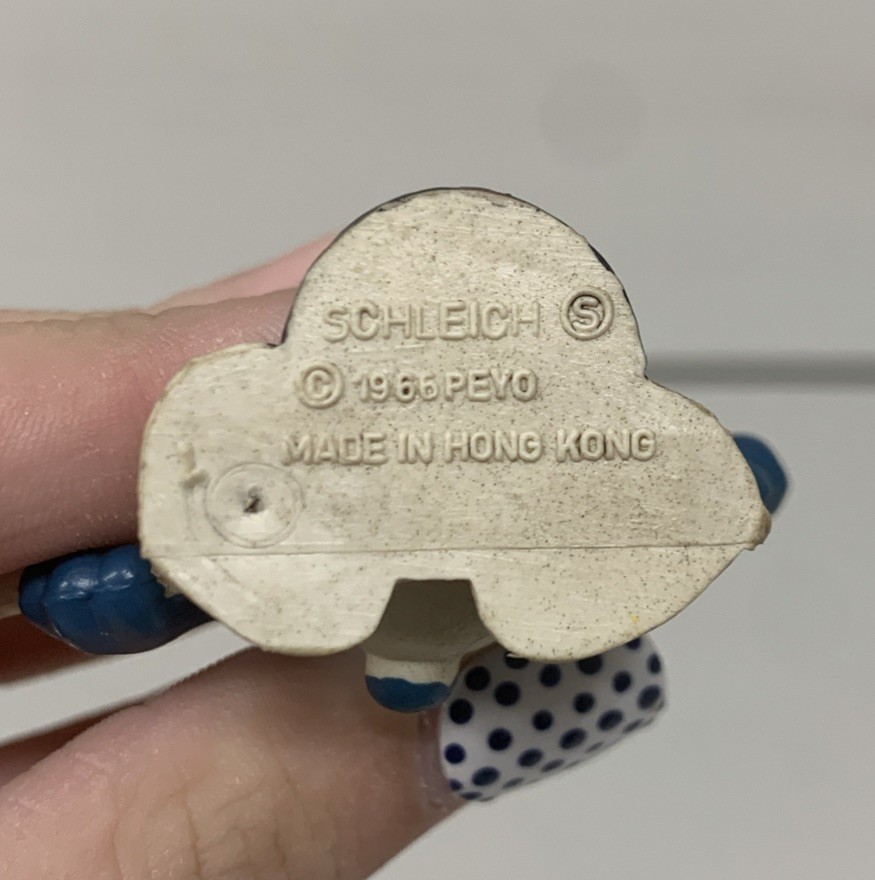 SCHLEICH Ⓢ
© 1966 PEYO
MADE IN HONG KONG